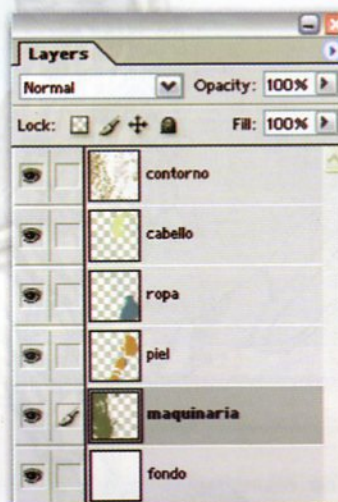 Layers
Normal Opacity: 100%
Lock: Fill: 100%
contorno
cabello
ropa
piel
maquinaria
fondo